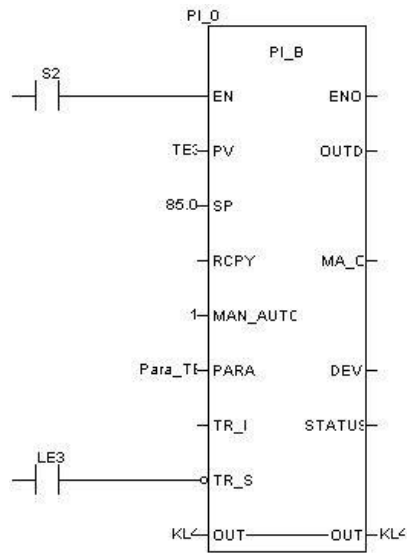 PI_0
PI_B
S2
EN ENO
TE3 PV OUTD
85.0 SP
RCPY MA_C
1 MAN_AUTC
Para_TE PARA DEV
TR_I STATUS
LE3
TR_S
KL4 OUT OUT KL4